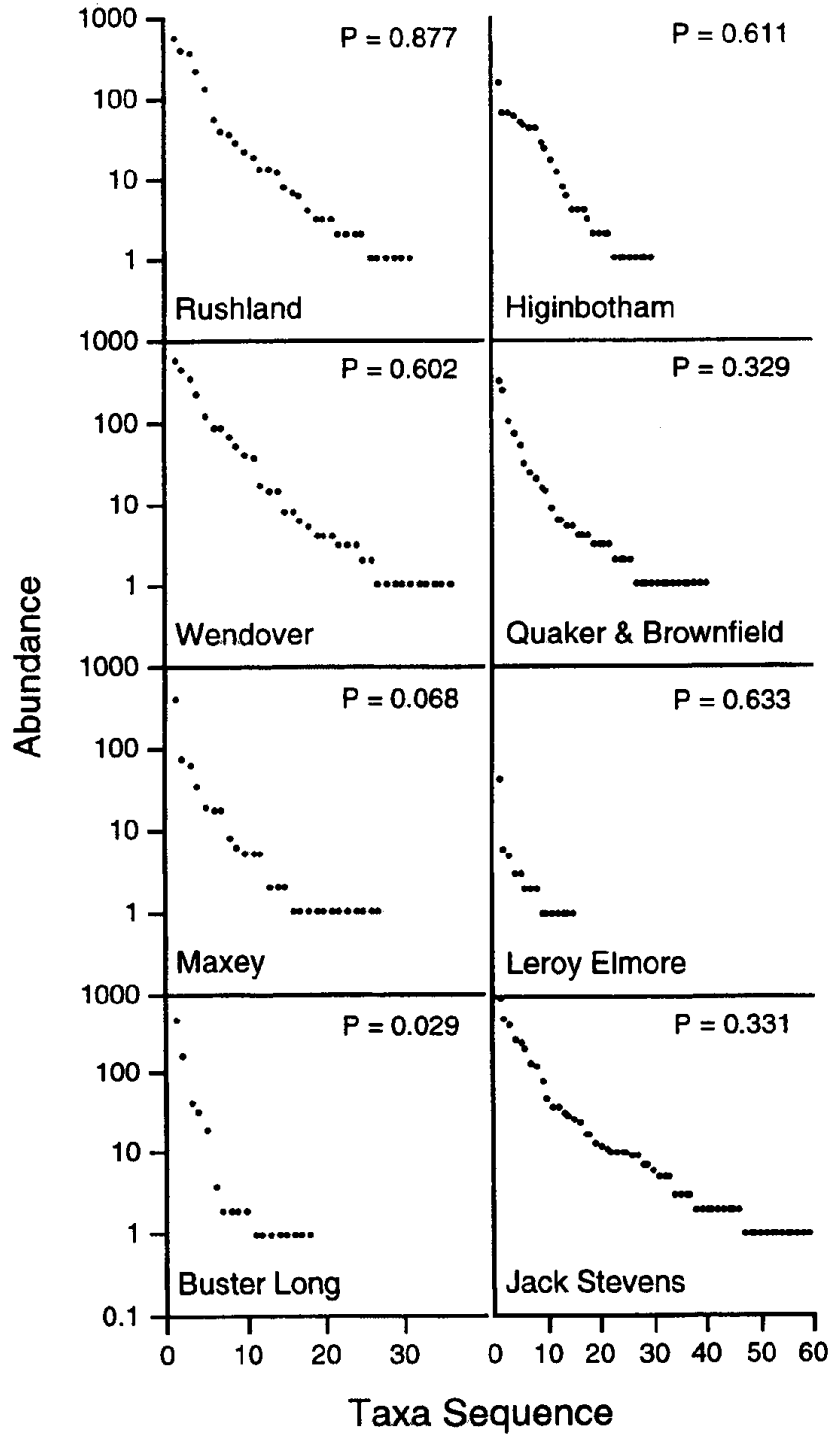 Abundance
1000
100
10
1
P = 0.877
Rushland
P = 0.611
Higinbotham
1000
100
10
1
P = 0.602
Wendover
P = 0.329
Quaker & Brownfield
1000
100
10
1
P = 0.068
Maxey
P = 0.633
Leroy Elmore
1000
100
10
1
0.1
P = 0.029
Buster Long
P = 0.331
Jack Stevens
0 10 20 30
0 10 20 30 40 50 60
Taxa Sequence